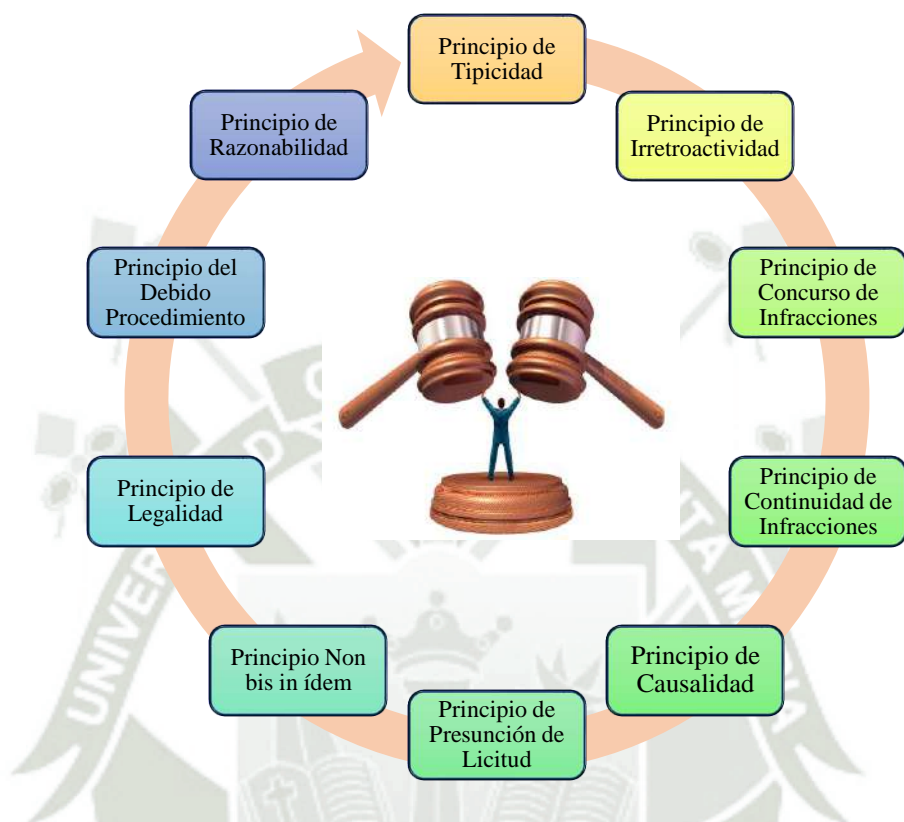 Principio de
Tipicidad
Principio de
Irretroactividad
Principio de
Concurso de
Infracciones
Principio de
Continuidad de
Infracciones
Principio de
Causalidad
Principio de
Presunción de
Licitud
Principio Non
bis in ídem
Principio de
Legalidad
Principio del
Debido
Procedimiento
Principio de
Razonabilidad